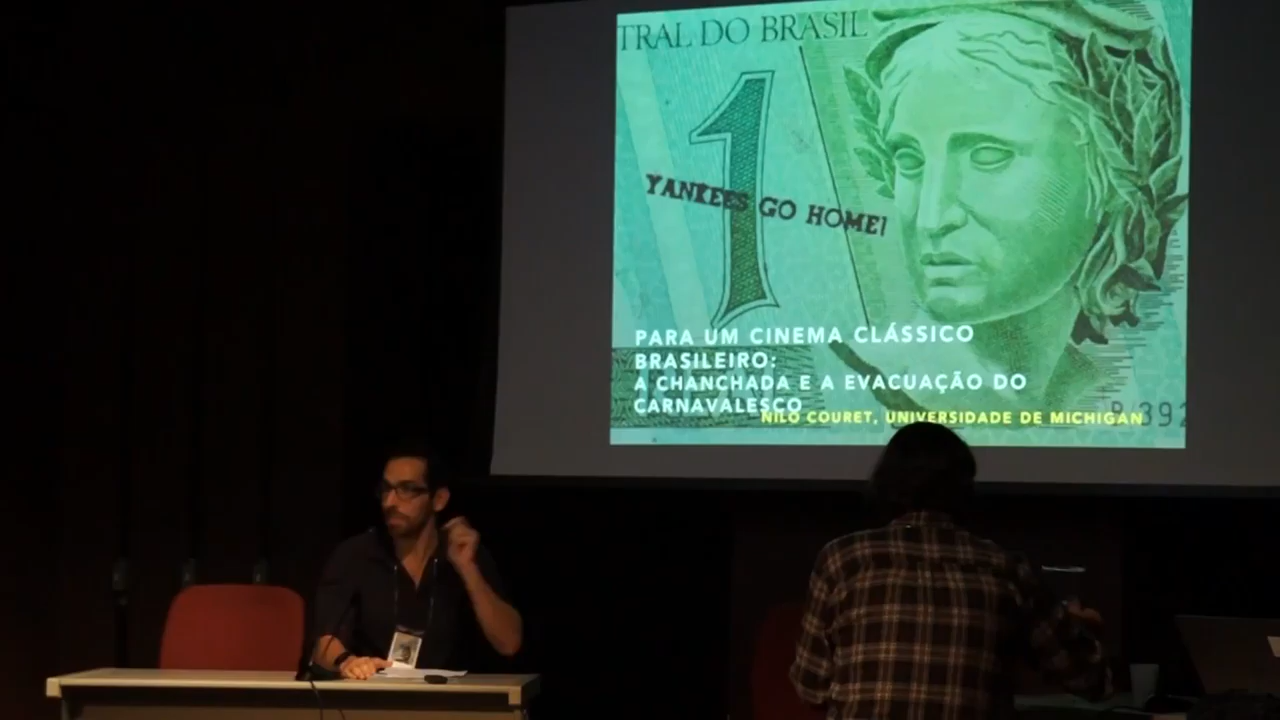 TRAL DO BRASIL
1
YANKEES GO HOME!
PARA UM CINEMA CLÁSSICO
BRASILEIRO:
A CHANCHADA E A EVACUAÇÃO DO
CARNAVALESCO
NILO COURET, UNIVERSIDADE DE MICHIGAN
392